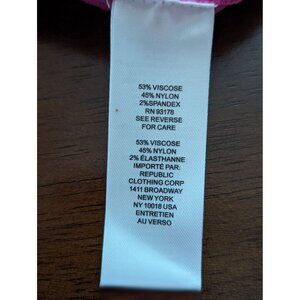 53% VISCOSE
45% NYLON
2%SPANDEX
RN 93178
SEE REVERSE
FOR CARE
53% VISCOSE
45% NYLON
2% ÉLASTHANNE
IMPORTÉ PAR:
REPUBLIC
CLOTHING CORP
1411 BROADWAY
NEW YORK
NY 10018 USA
ENTRETIEN
AU VERSO